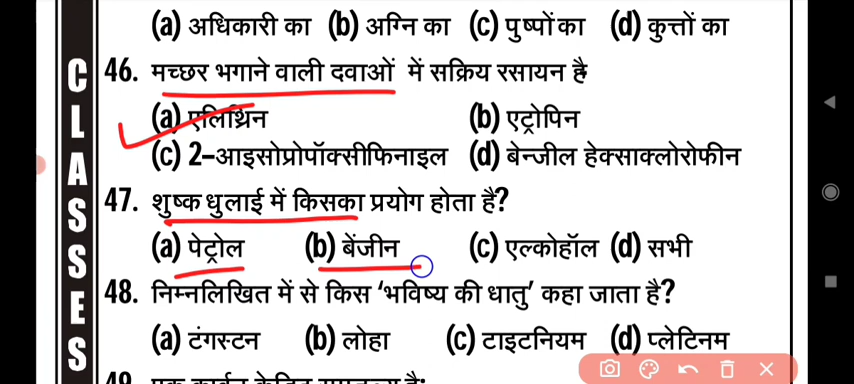 (a) अधिकारी का (b) अग्नि का (c) पुष्पों का (d) कुत्तों का
46. मच्छर भगाने वाली दवाओं में सक्रिय रसायन है
(a) एलिथ्रिन (b) एट्रोपिन
(c) 2–आइसोप्रोपॉक्सीफिनाइल (d) बेन्जील हेक्साक्लोरोफीन
47. शुष्क धुलाई में किसका प्रयोग होता है?
(a) पेट्रोल (b) बेंजीन (c) एल्कोहॉल (d) सभी
48. निम्नलिखित में से किस ‘भविष्य की धातु’ कहा जाता है?
(a) टंगस्टन (b) लोहा (c) टाइटनियम (d) प्लेटिनम
CLASSES